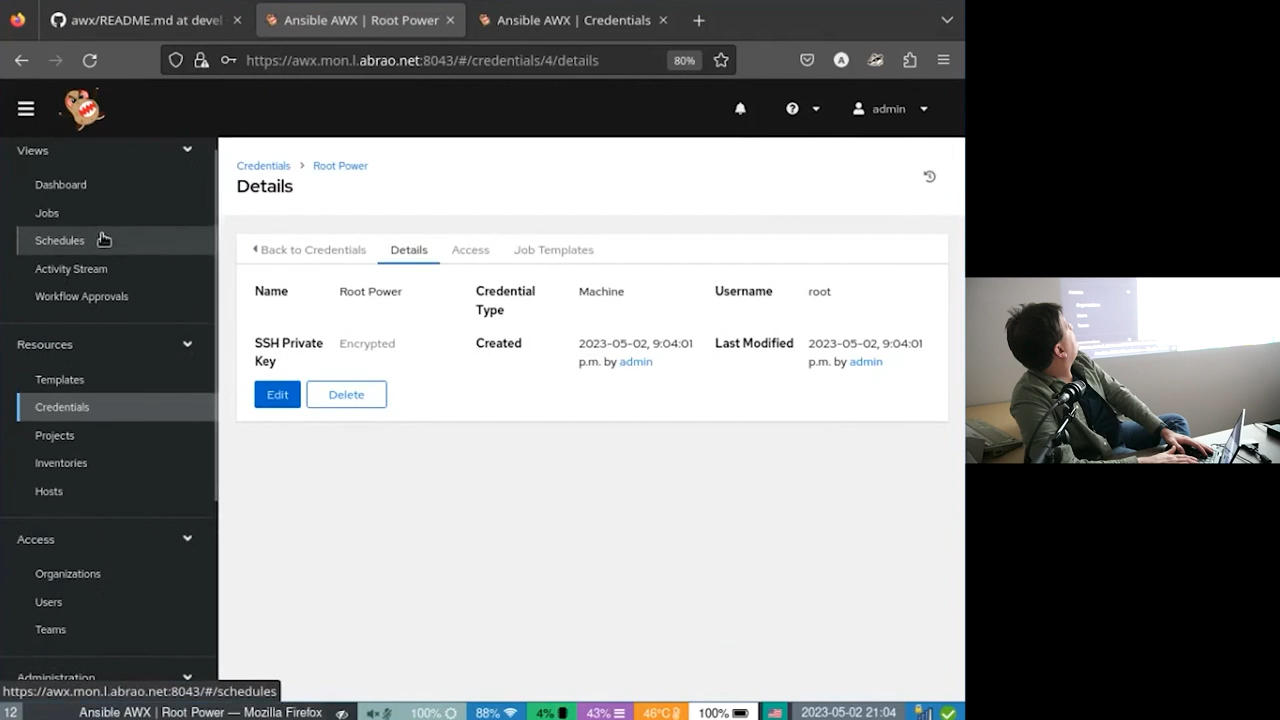 awx/README.md at devel
Ansible AWX | Root Power
Ansible AWX | Credentials
https://awx.mon.l.abrao.net:8043/#/credentials/4/details
80%
A
admin
Views
Dashboard
Jobs
Schedules
Activity Stream
Workflow Approvals
Resources
Templates
Credentials
Projects
Inventories
Hosts
Access
Organizations
Users
Teams
Administration
Credentials > Root Power
Details
Back to Credentials
Details
Access
Job Templates
Name Root Power
Credential Type Machine
Username root
SSH Private Key Encrypted
Created 2023-05-02, 9:04:01 p.m. by admin
Last Modified 2023-05-02, 9:04:01 p.m. by admin
Edit
Delete
https://awx.mon.l.abrao.net:8043/#/schedules
12 Ansible AWX | Root Power — Mozilla Firefox 100% 88% 4% 43% 46°C 100% 2023-05-02 21:04